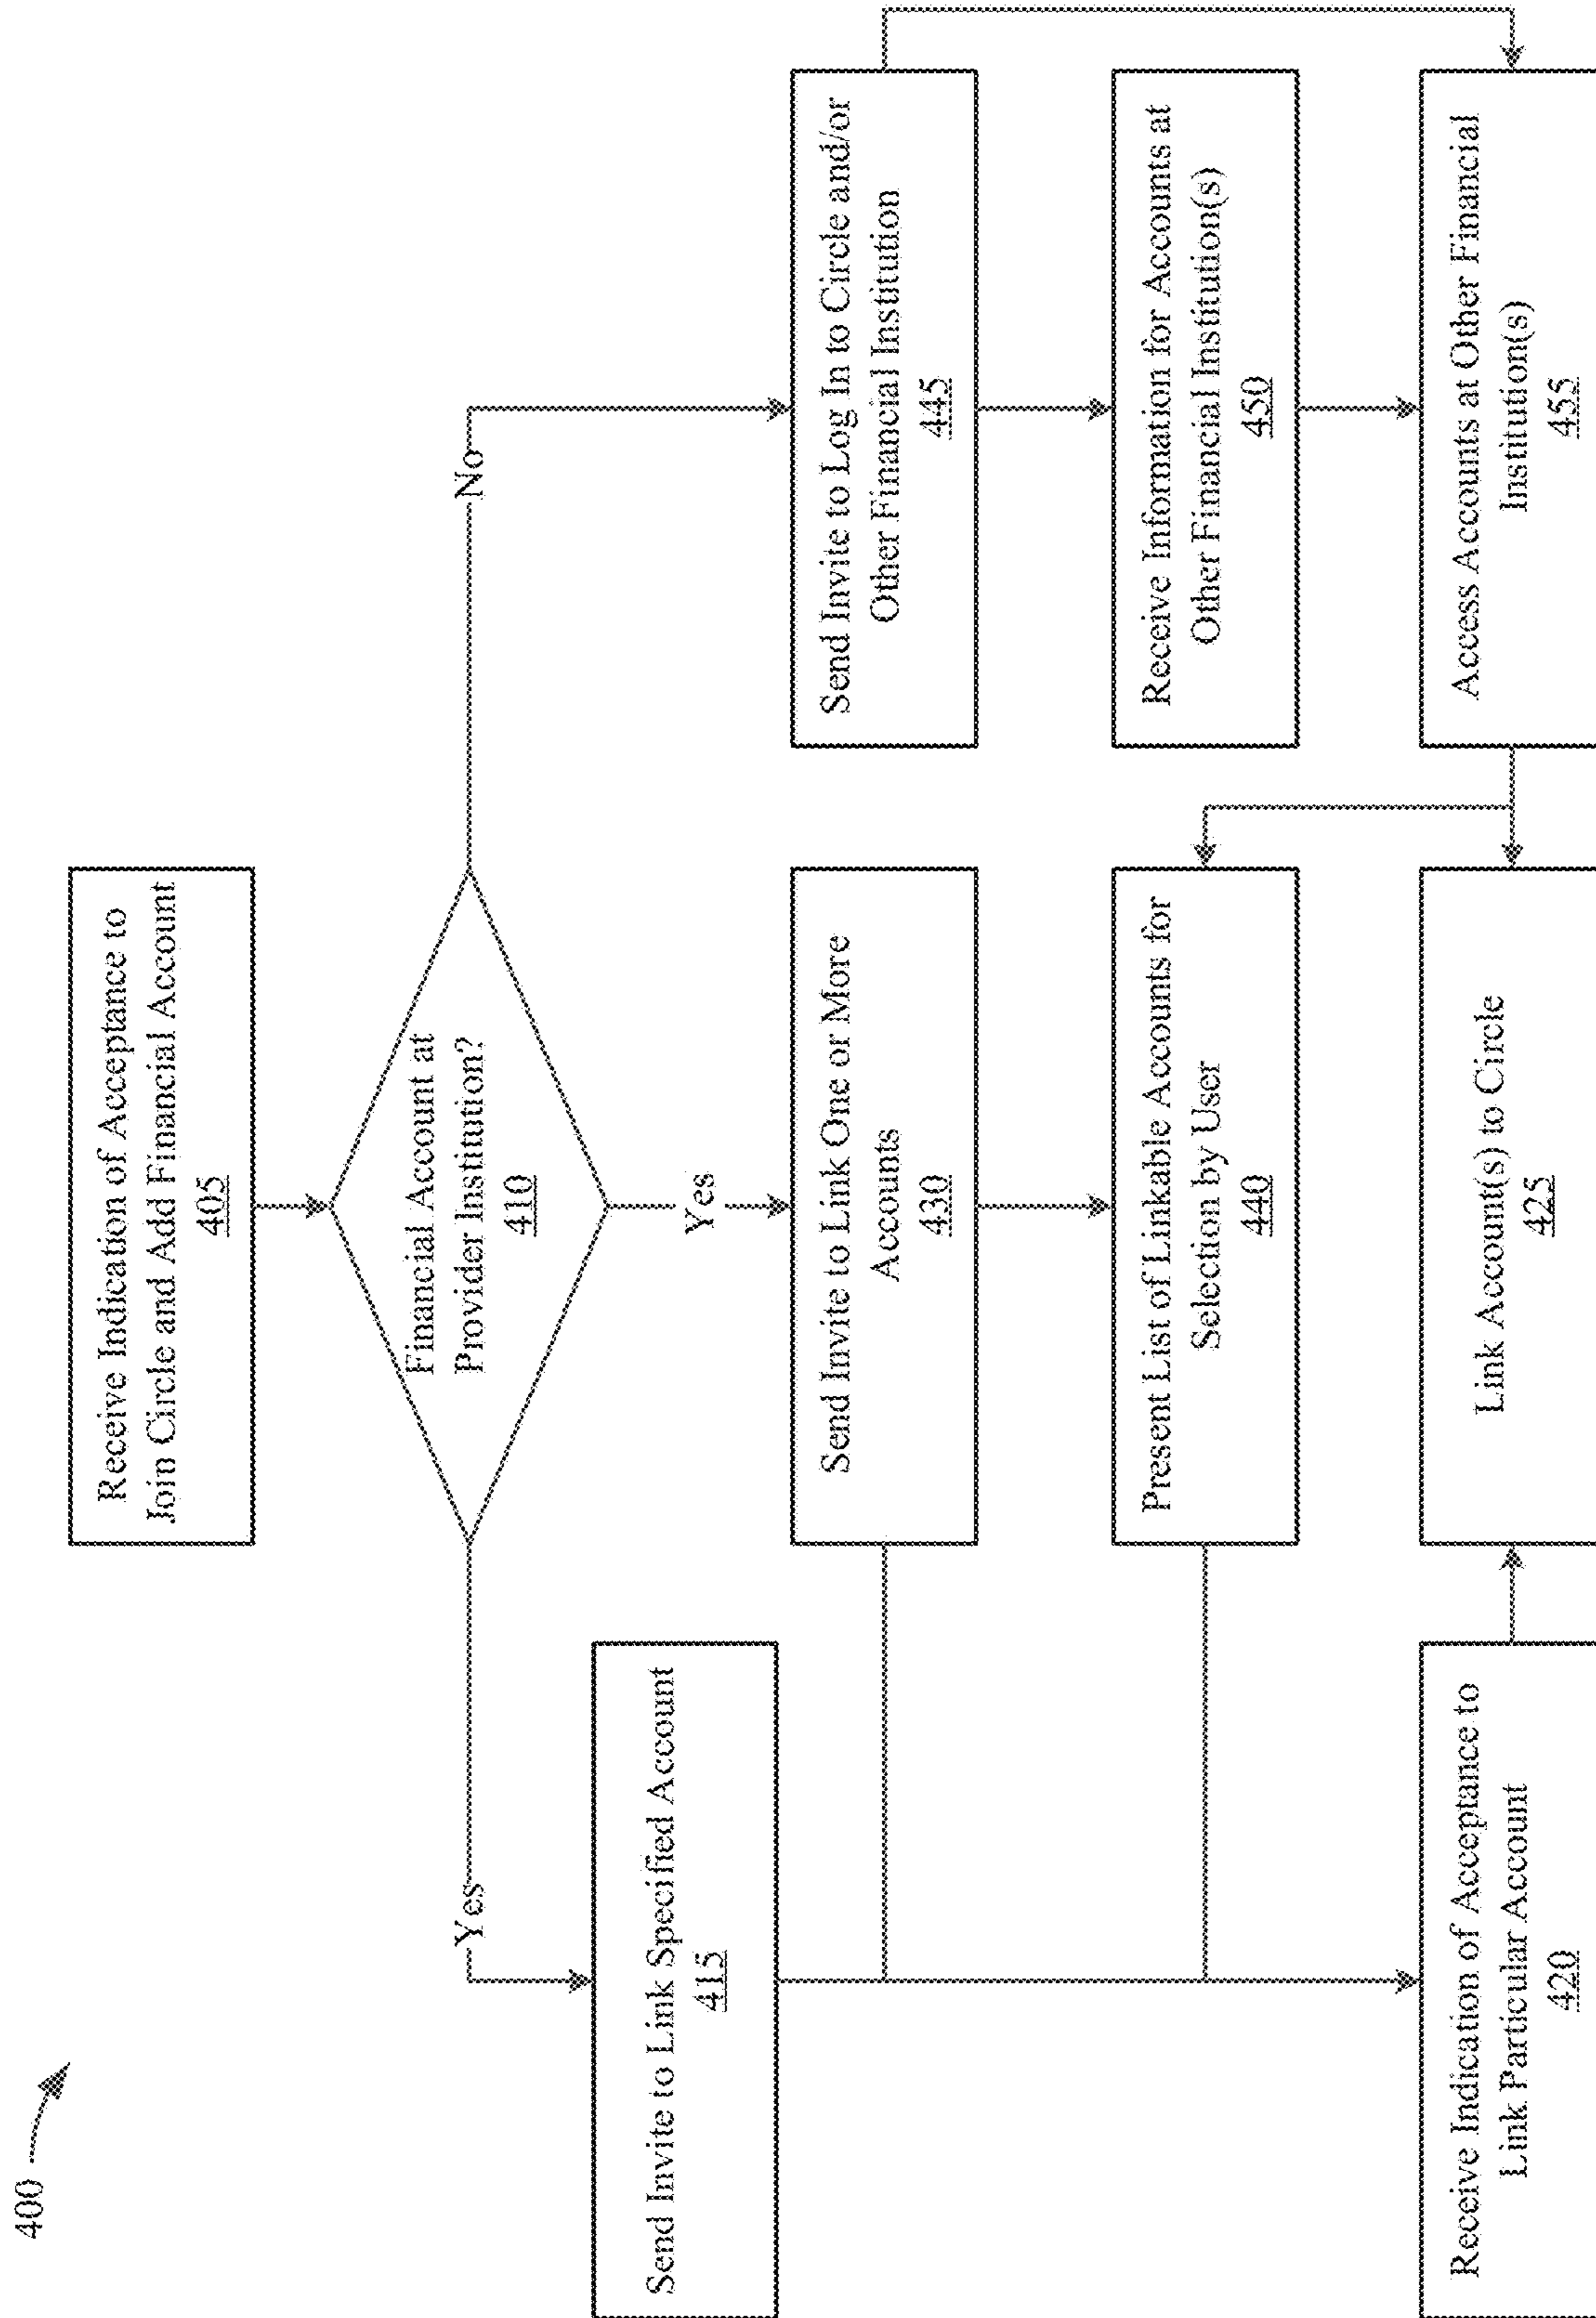 400
Receive Indication of Acceptance to
Join Circle and Add Financial Account
405
Financial Account at
Provider Institution?
410
Yes
Yes
No
Send Invite to Link Specified Account
415
Send Invite to Link One or More
Accounts
430
Send Invite to Log In to Circle and/or
Other Financial Institution
445
Present List of Linkable Accounts for
Selection by User
440
Receive Information for Accounts at
Other Financial Institution(s)
450
Receive Indication of Acceptance to
Link Particular Account
420
Link Account(s) to Circle
425
Access Accounts at Other Financial
Institution(s)
455